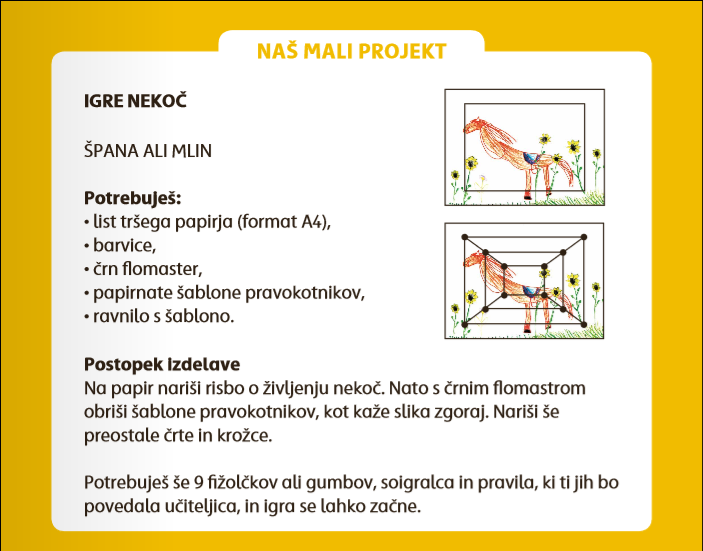 NAŠ MALI PROJEKT
IGRE NEKOČ
ŠPANA ALI MLIN
Potrebuješ:
• list tršega papirja (format A4),
• barvice,
• črn flomaster,
• papirnate šablone pravokotnikov,
• ravnilo s šablono.
Postopek izdelave
Na papir nariši risbo o življenju nekoč. Nato s črnim flomastrom
obriši šablone pravokotnikov, kot kaže slika zgoraj. Nariši še
preostale črte in krožce.
Potrebuješ še 9 fižolčkov ali gumbov, soigralca in pravila, ki ti jih bo
povedala učiteljica, in igra se lahko začne.